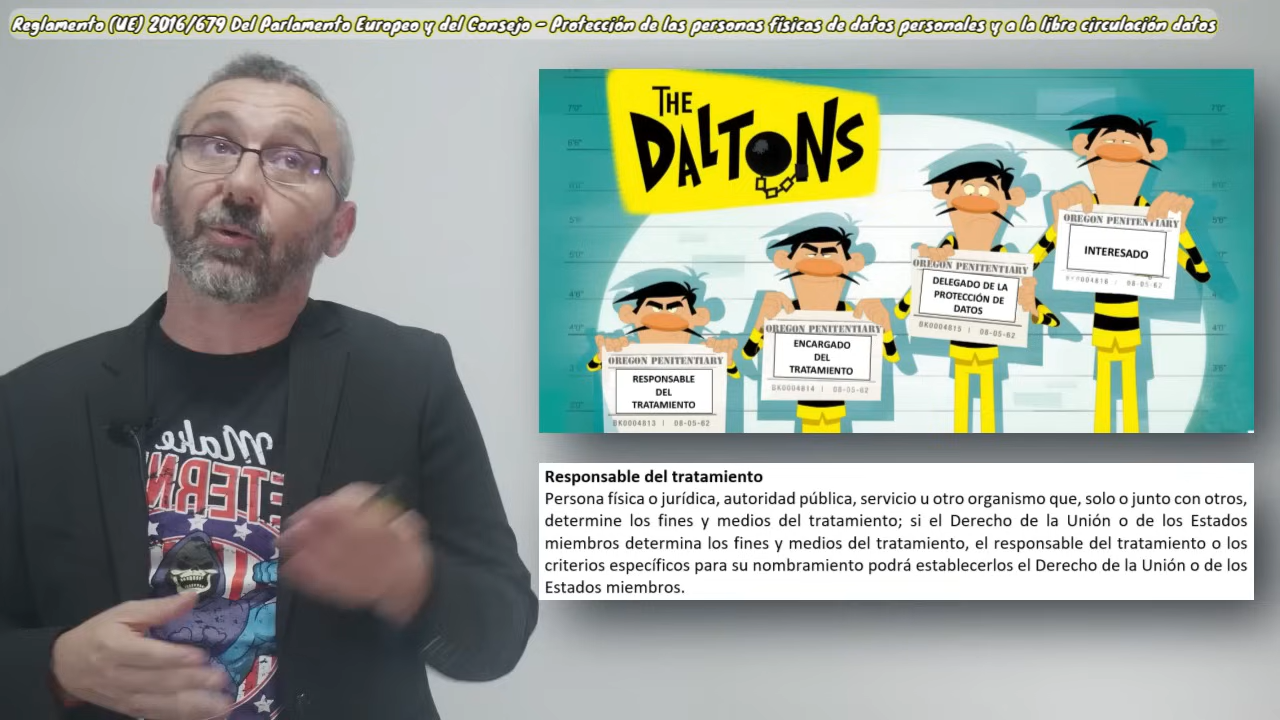 Reglamento (UE) 2016/679 Del Parlamento Europeo y del Consejo - Protección de las personas físicas de datos personales y a la libre circulación datos
THE
DALTONS
OREGON PENITENTIARY
INTERESADO
08-05-62
OREGON PENITENTIARY
DELEGADO DE LA
PROTECCIÓN DE
DATOS
BK0004815 | 08-05-62
OREGON PENITENTIARY
ENCARGADO
DEL
TRATAMIENTO
BK0004814 | 08-05-62
OREGON PENITENTIARY
RESPONSABLE
DEL
TRATAMIENTO
BK0004813 | 08-05-62
Make
ETERN
Responsable del tratamiento
Persona física o jurídica, autoridad pública, servicio u otro organismo que, solo o junto con otros,
determine los fines y medios del tratamiento; si el Derecho de la Unión o de los Estados
miembros determina los fines y medios del tratamiento, el responsable del tratamiento o los
criterios específicos para su nombramiento podrá establecerlos el Derecho de la Unión o de los
Estados miembros.